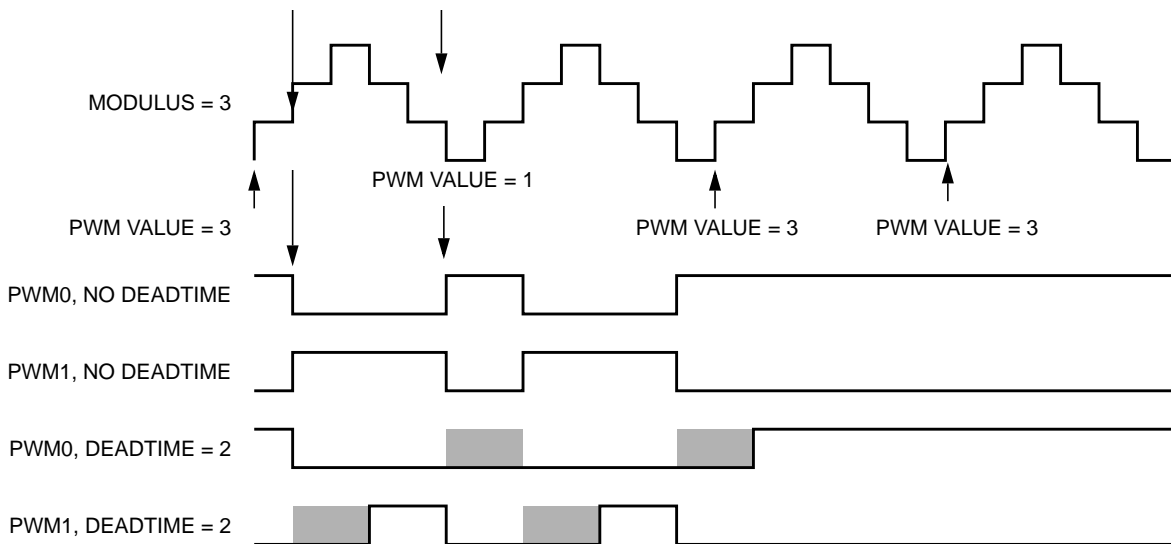 MODULUS = 3
PWM VALUE = 1
PWM VALUE = 3
PWM VALUE = 3
PWM VALUE = 3
PWM0, NO DEADTIME
PWM1, NO DEADTIME
PWM0, DEADTIME = 2
PWM1, DEADTIME = 2